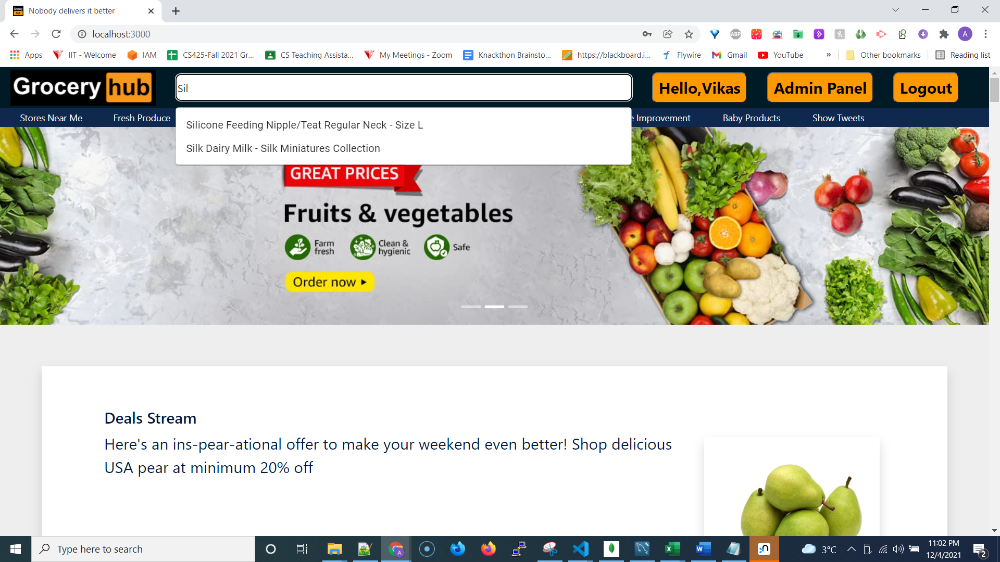 Nobody delivers it better
localhost:3000
ABP
A
Apps
IIT - Welcome
IAM
CS425-Fall 2021 Gr...
CS Teaching Assista...
My Meetings - Zoom
Knackthon Brainsto...
https://blackboard.i...
Flywire
Gmail
YouTube
»
Other bookmarks
Reading list
Grocery hub
Sil
Hello,Vikas
Admin Panel
Logout
Stores Near Me
Fresh Produce
e Improvement
Baby Products
Show Tweets
Silicone Feeding Nipple/Teat Regular Neck - Size L
Silk Dairy Milk - Silk Miniatures Collection
GREAT PRICES
Fruits & vegetables
Farm fresh
Clean & hygienic
Safe
Order now
Deals Stream
Here's an ins-pear-ational offer to make your weekend even better! Shop delicious
USA pear at minimum 20% off
Type here to search
3°C
11:02 PM
12/4/2021
2